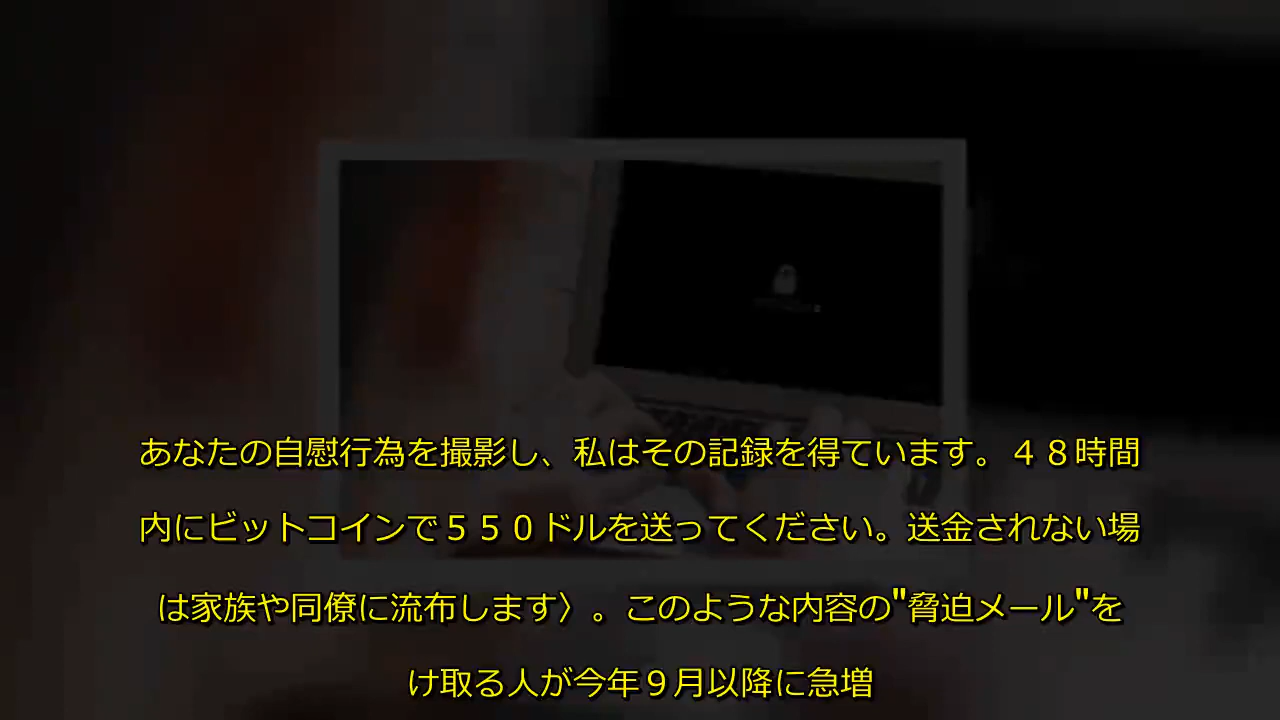 あなたの自慰行為を撮影し、私はその記録を得ています。４８時間
内にビットコインで５５０ドルを送ってください。送金されない場
は家族や同僚に流布します〉。このような内容の"脅迫メール"を
け取る人が今年９月以降に急増